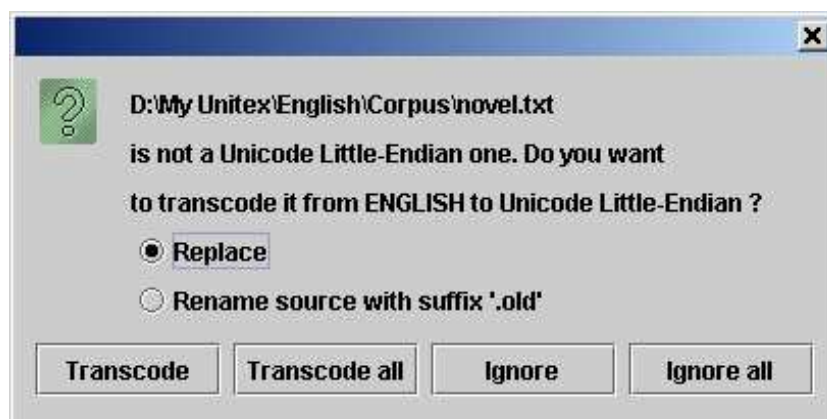 D:\My Unitex\English\Corpus\novel.txt
is not a Unicode Little-Endian one. Do you want
to transcode it from ENGLISH to Unicode Little-Endian ?
Replace
Rename source with suffix '.old'
Transcode Transcode all Ignore Ignore all